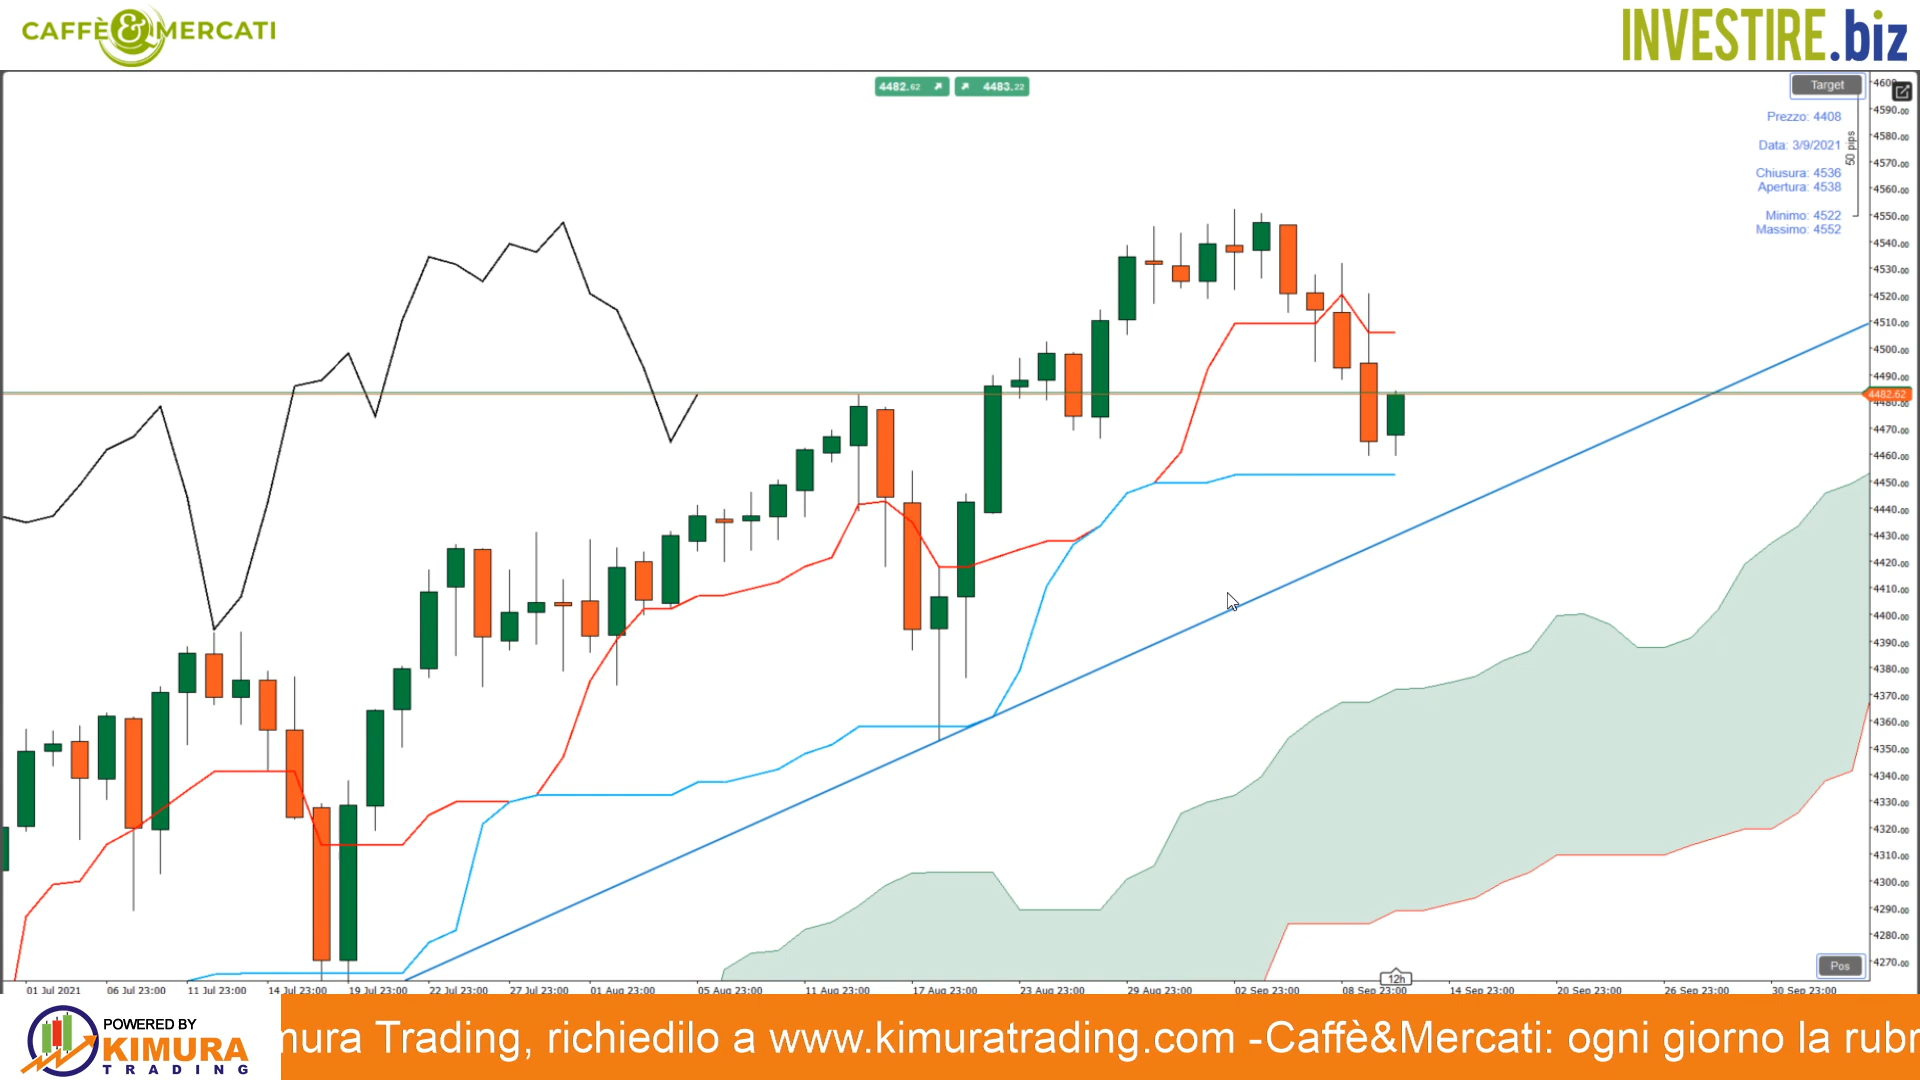 CAFFÈ&MERCATI
INVESTIRE.biz
4482.62 4483.22
Target
Prezzo: 4408
Data: 3/9/2021
Chiusura: 4536
Apertura: 4538
Minimo: 4522
Massimo: 4552
50 pips
4600
4590.00
4580.00
4570.00
4560.00
4550.00
4540.00
4530.00
4520.00
4510.00
4500.00
4490.00
4482.62
4480.00
4470.00
4460.00
4450.00
4440.00
4430.00
4420.00
4410.00
4400.00
4390.00
4380.00
4370.00
4360.00
4350.00
4340.00
4330.00
4320.00
4310.00
4300.00
4290.00
4280.00
4270.00
Pos
12h
01 Jul 2021 06 Jul 23:00 11 Jul 23:00 14 Jul 23:00 19 Jul 23:00 22 Jul 23:00 27 Jul 23:00 01 Aug 23:00 05 Aug 23:00 11 Aug 23:00 17 Aug 23:00 23 Aug 23:00 29 Aug 23:00 02 Sep 23:00 08 Sep 23:00 14 Sep 23:00 20 Sep 23:00 26 Sep 23:00 30 Sep 23:00
POWERED BY
KIMURA
TRADING
mura Trading, richiedilo a www.kimuratrading.com -Caffè&Mercati: ogni giorno la rubr